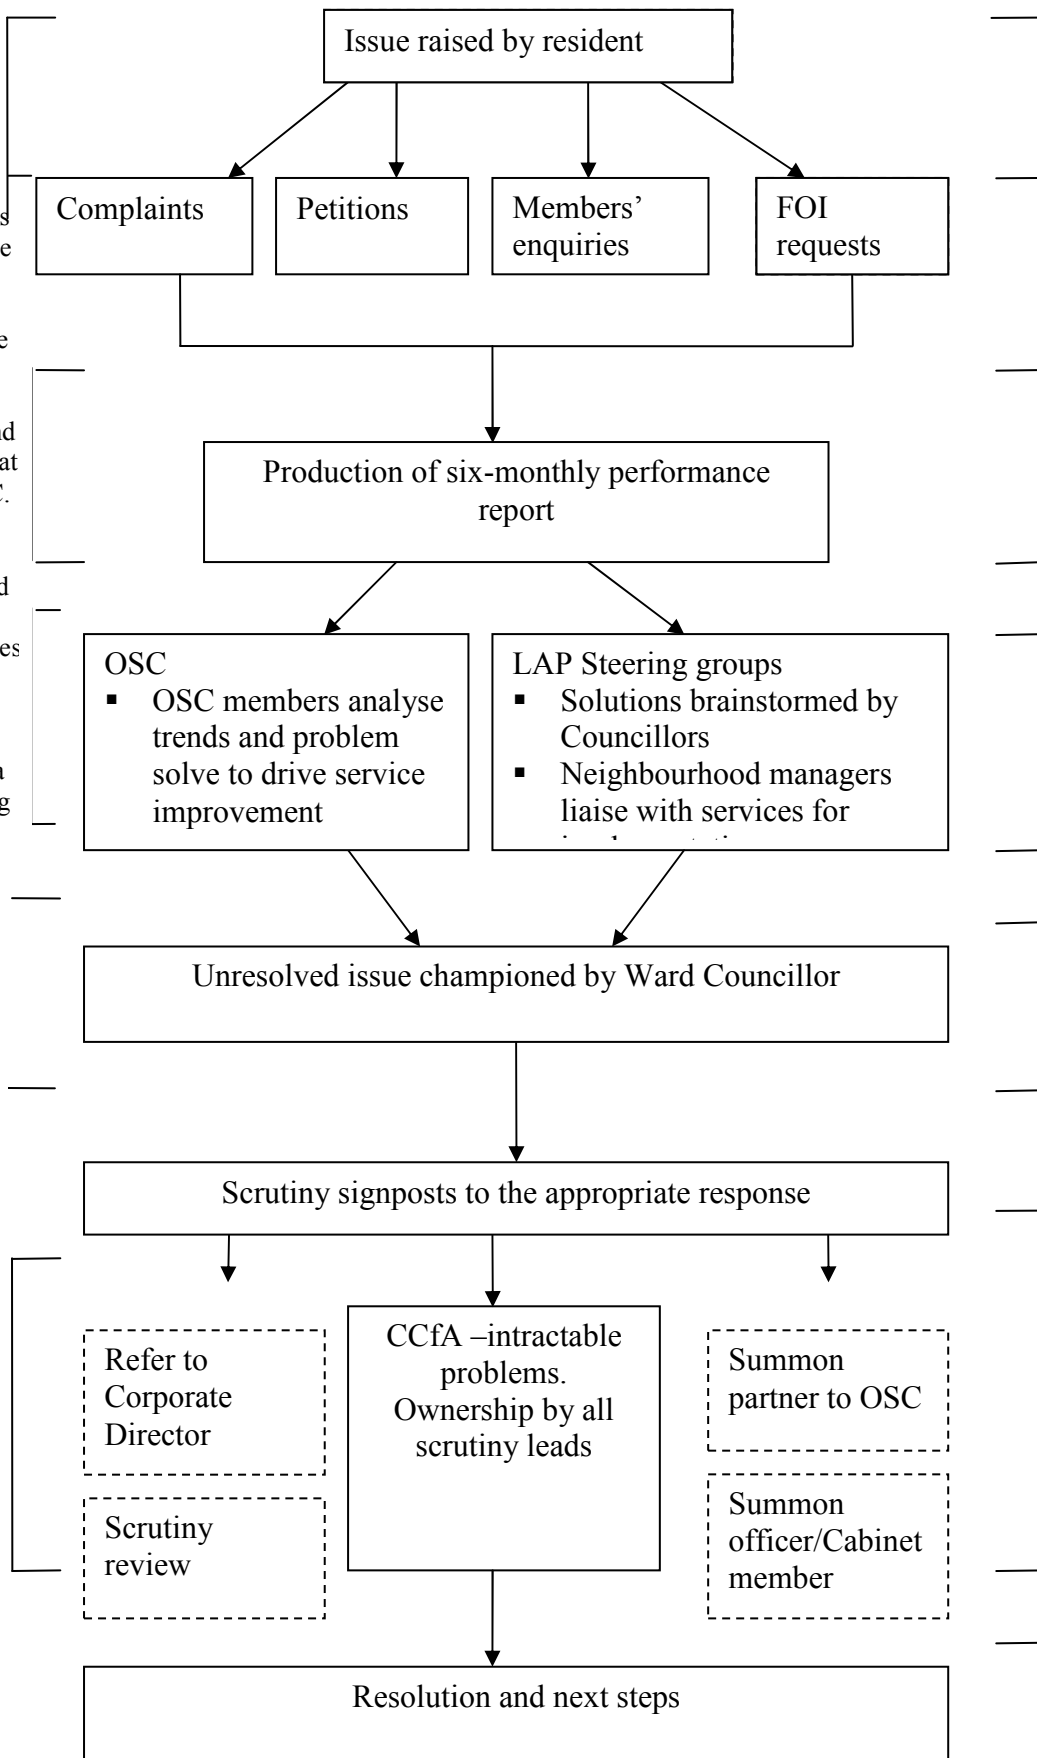 Issue raised by resident
Complaints
Petitions
Members’
enquiries
FOI
requests
s
e
e
Production of six-monthly performance
report
at
d
es
a
g
OSC
▪ OSC members analyse
trends and problem
solve to drive service
improvement
LAP Steering groups
▪ Solutions brainstormed by
Councillors
▪ Neighbourhood managers
liaise with services for
Unresolved issue championed by Ward Councillor
Scrutiny signposts to the appropriate response
Refer to
Corporate
Director
Scrutiny
review
CCfA –intractable
problems.
Ownership by all
scrutiny leads
Summon
partner to OSC
Summon
officer/Cabinet
member
Resolution and next steps